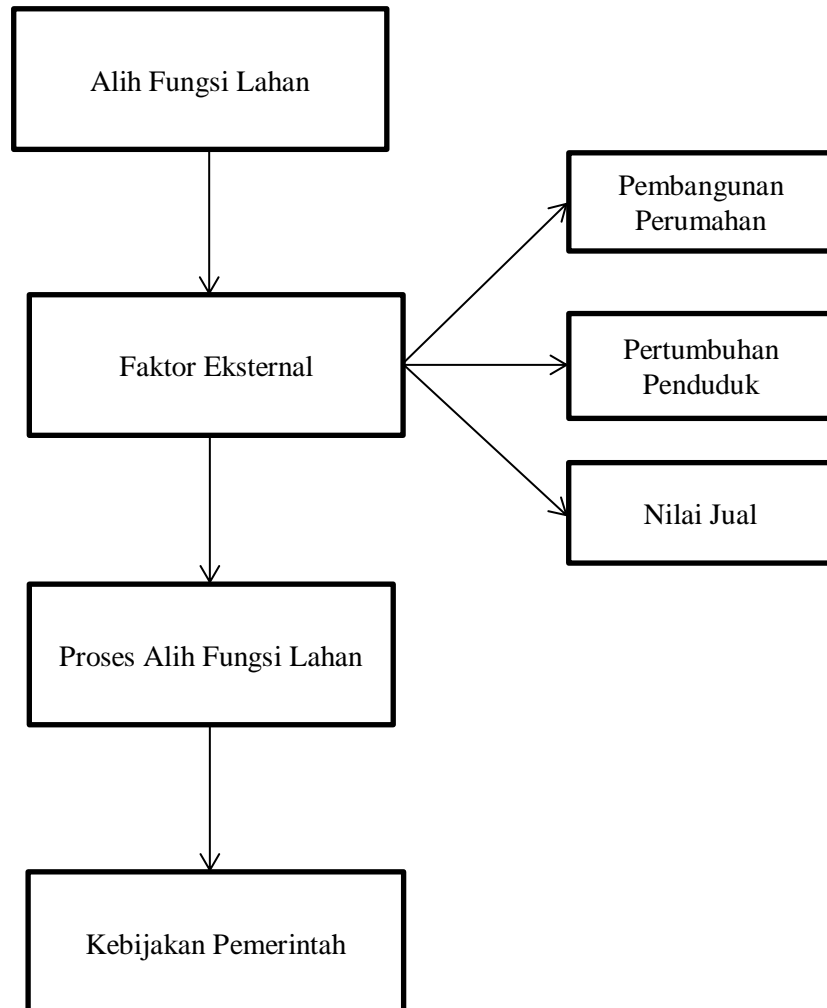 Alih Fungsi Lahan
Pembangunan
Perumahan
Faktor Eksternal
Pertumbuhan
Penduduk
Nilai Jual
Proses Alih Fungsi Lahan
Kebijakan Pemerintah